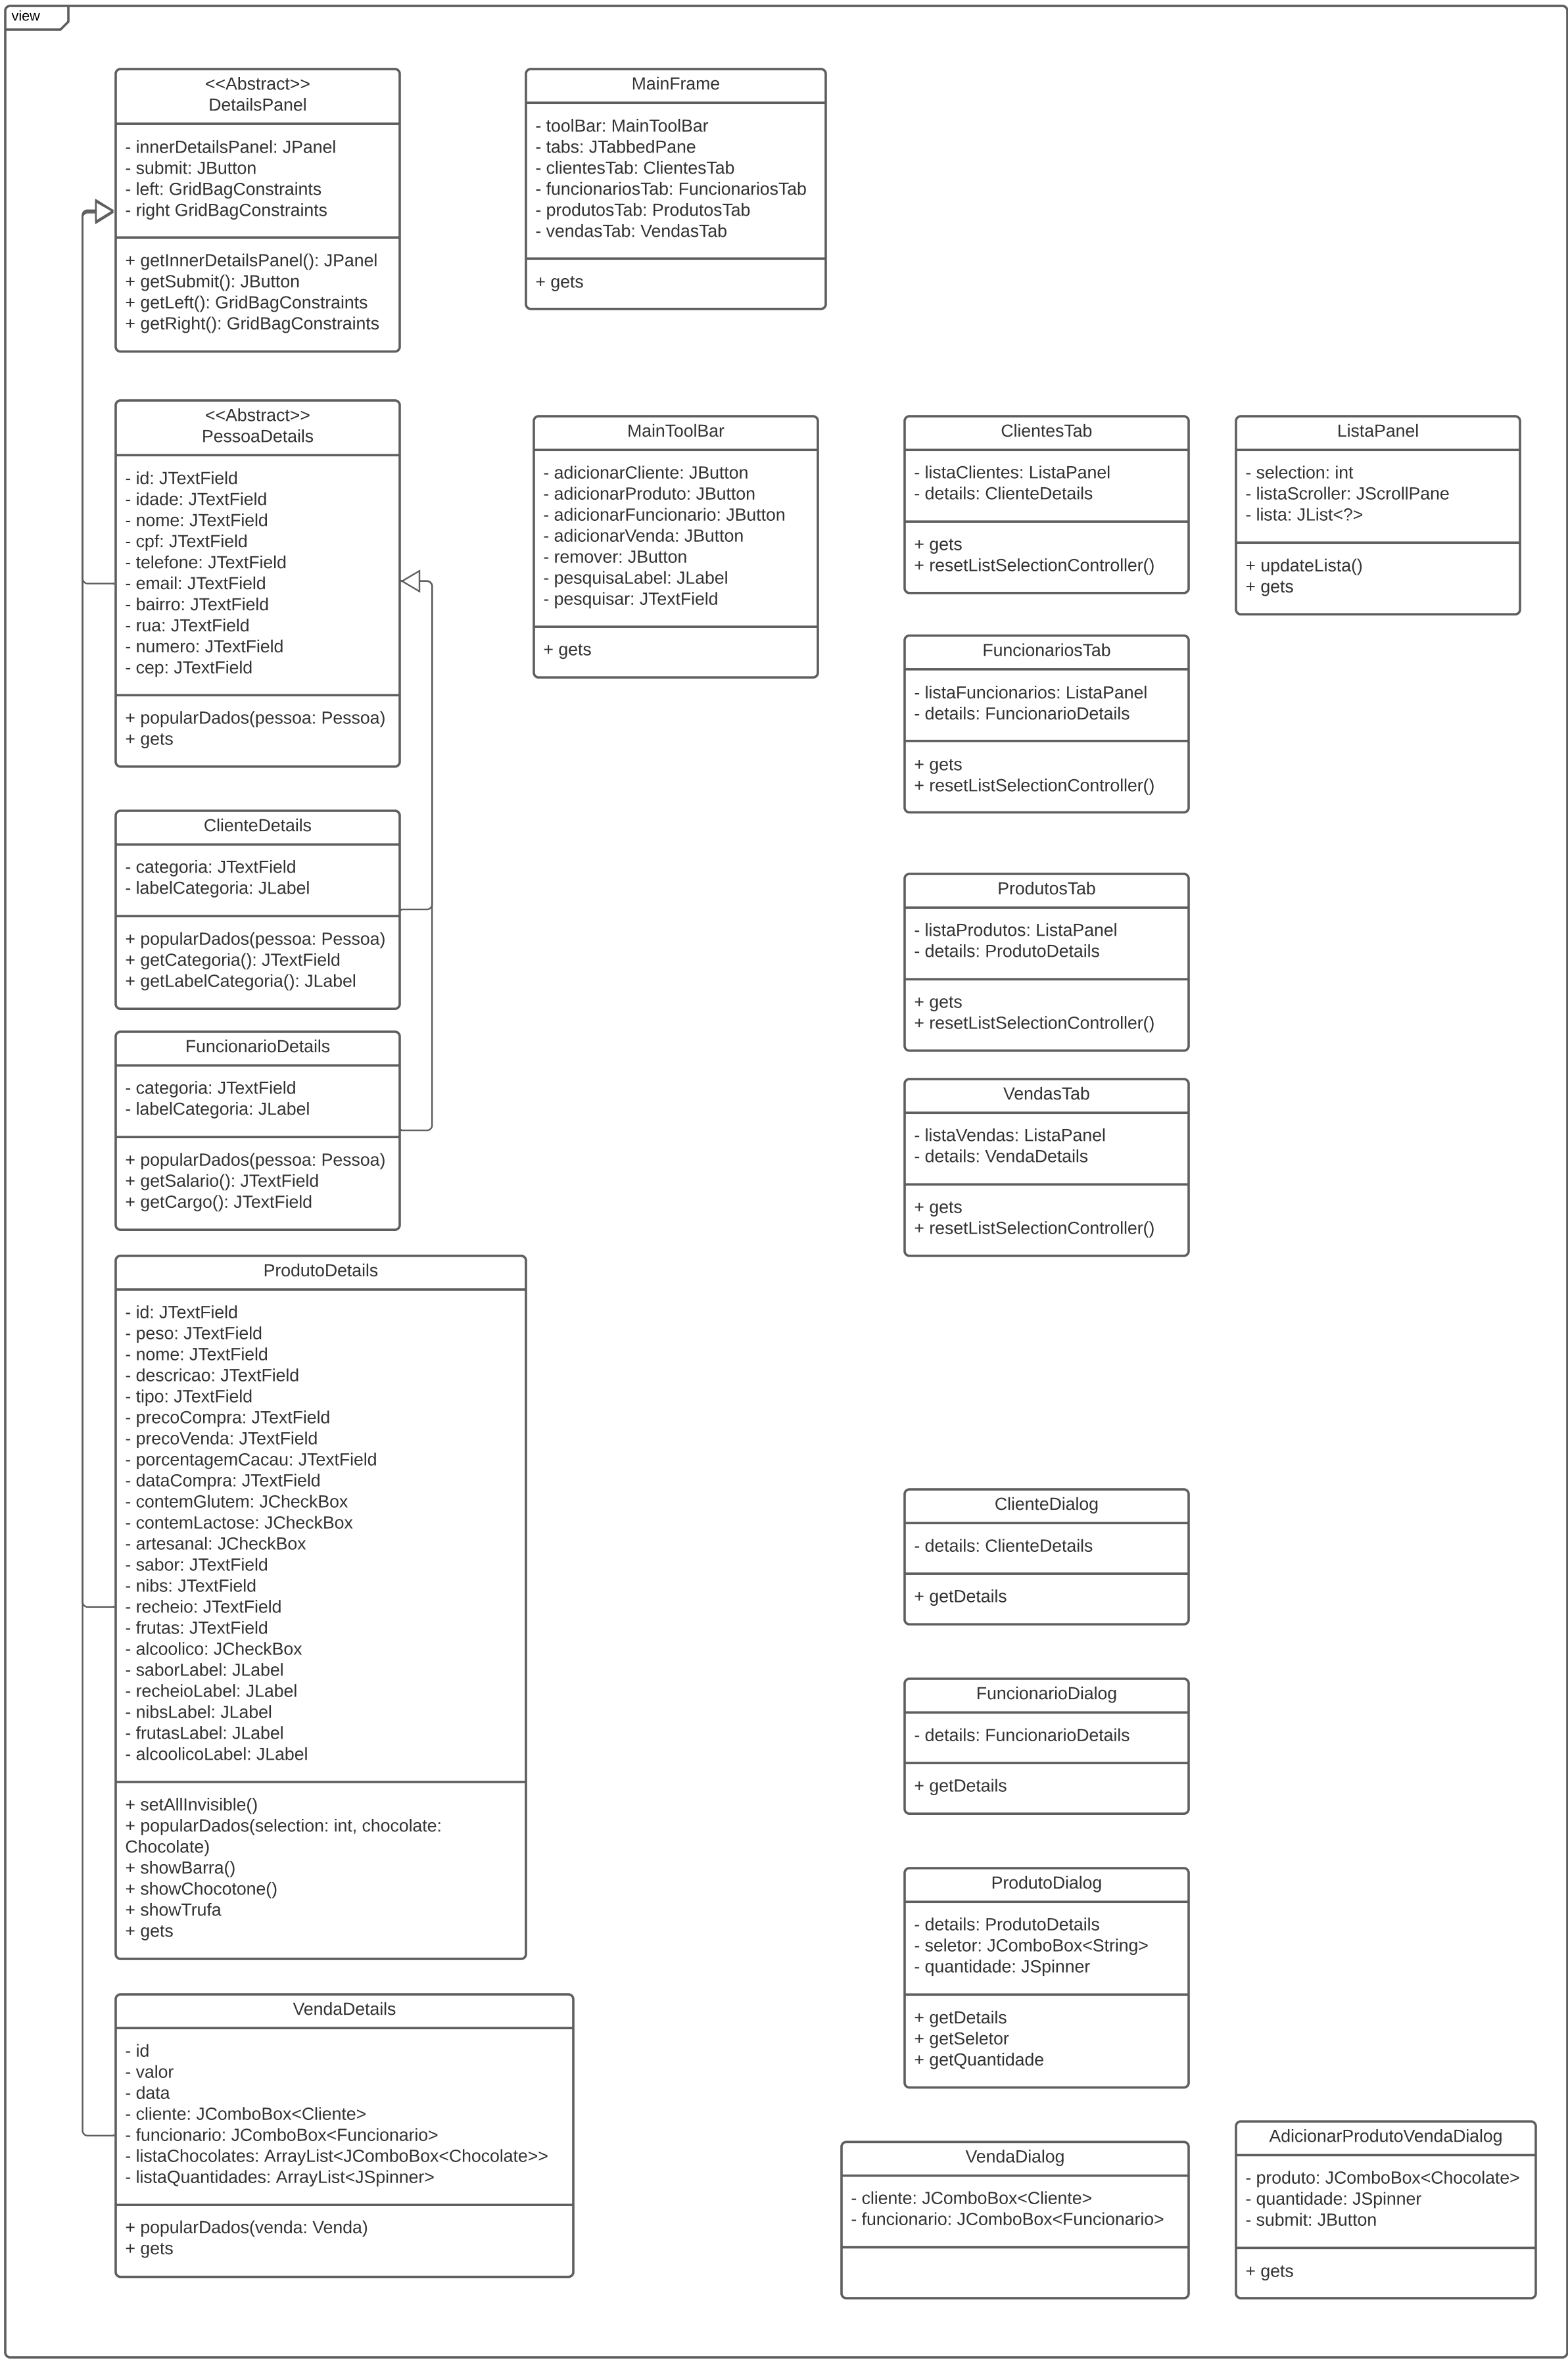 view
<<Abstract>>
DetailsPanel
- innerDetailsPanel: JPanel
- submit: JButton
- left: GridBagConstraints
- right GridBagConstraints
+ getInnerDetailsPanel(): JPanel
+ getSubmit(): JButton
+ getLeft(): GridBagConstraints
+ getRight(): GridBagConstraints
MainFrame
- toolBar: MainToolBar
- tabs: JTabbedPane
- clientesTab: ClientesTab
- funcionariosTab: FuncionariosTab
- produtosTab: ProdutosTab
- vendasTab: VendasTab
+ gets
<<Abstract>>
PessoaDetails
- id: JTextField
- idade: JTextField
- nome: JTextField
- cpf: JTextField
- telefone: JTextField
- email: JTextField
- bairro: JTextField
- rua: JTextField
- numero: JTextField
- cep: JTextField
+ popularDados(pessoa: Pessoa)
+ gets
MainToolBar
- adicionarCliente: JButton
- adicionarProduto: JButton
- adicionarFuncionario: JButton
- adicionarVenda: JButton
- remover: JButton
- pesquisaLabel: JLabel
- pesquisar: JTextField
+ gets
ClientesTab
- listaClientes: ListaPanel
- details: ClienteDetails
+ gets
+ resetListSelectionController()
ListaPanel
- selection: int
- listaScroller: JScrollPane
- lista: JList<?>
+ updateLista()
+ gets
FuncionariosTab
- listaFuncionarios: ListaPanel
- details: FuncionarioDetails
+ gets
+ resetListSelectionController()
ClienteDetails
- categoria: JTextField
- labelCategoria: JLabel
+ popularDados(pessoa: Pessoa)
+ getCategoria(): JTextField
+ getLabelCategoria(): JLabel
ProdutosTab
- listaProdutos: ListaPanel
- details: ProdutoDetails
+ gets
+ resetListSelectionController()
FuncionarioDetails
- categoria: JTextField
- labelCategoria: JLabel
+ popularDados(pessoa: Pessoa)
+ getSalario(): JTextField
+ getCargo(): JTextField
VendasTab
- listaVendas: ListaPanel
- details: VendaDetails
+ gets
+ resetListSelectionController()
ProdutoDetails
- id: JTextField
- peso: JTextField
- nome: JTextField
- descricao: JTextField
- tipo: JTextField
- precoCompra: JTextField
- precoVenda: JTextField
- porcentagemCacau: JTextField
- dataCompra: JTextField
- contemGlutem: JCheckBox
- contemLactose: JCheckBox
- artesanal: JCheckBox
- sabor: JTextField
- nibs: JTextField
- recheio: JTextField
- frutas: JTextField
- alcoolico: JCheckBox
- saborLabel: JLabel
- recheioLabel: JLabel
- nibsLabel: JLabel
- frutasLabel: JLabel
- alcoolicoLabel: JLabel
+ setAllInvisible()
+ popularDados(selection: int, chocolate:
Chocolate)
+ showBarra()
+ showChocotone()
+ showTrufa
+ gets
ClienteDialog
- details: ClienteDetails
+ getDetails
FuncionarioDialog
- details: FuncionarioDetails
+ getDetails
ProdutoDialog
- details: ProdutoDetails
- seletor: JComboBox<String>
- quantidade: JSpinner
+ getDetails
+ getSeletor
+ getQuantidade
VendaDetails
- id
- valor
- data
- cliente: JComboBox<Cliente>
- funcionario: JComboBox<Funcionario>
- listaChocolates: ArrayList<JComboBox<Chocolate>>
- listaQuantidades: ArrayList<JSpinner>
+ popularDados(venda: Venda)
+ gets
VendaDialog
- cliente: JComboBox<Cliente>
- funcionario: JComboBox<Funcionario>
AdicionarProdutoVendaDialog
- produto: JComboBox<Chocolate>
- quantidade: JSpinner
- submit: JButton
+ gets